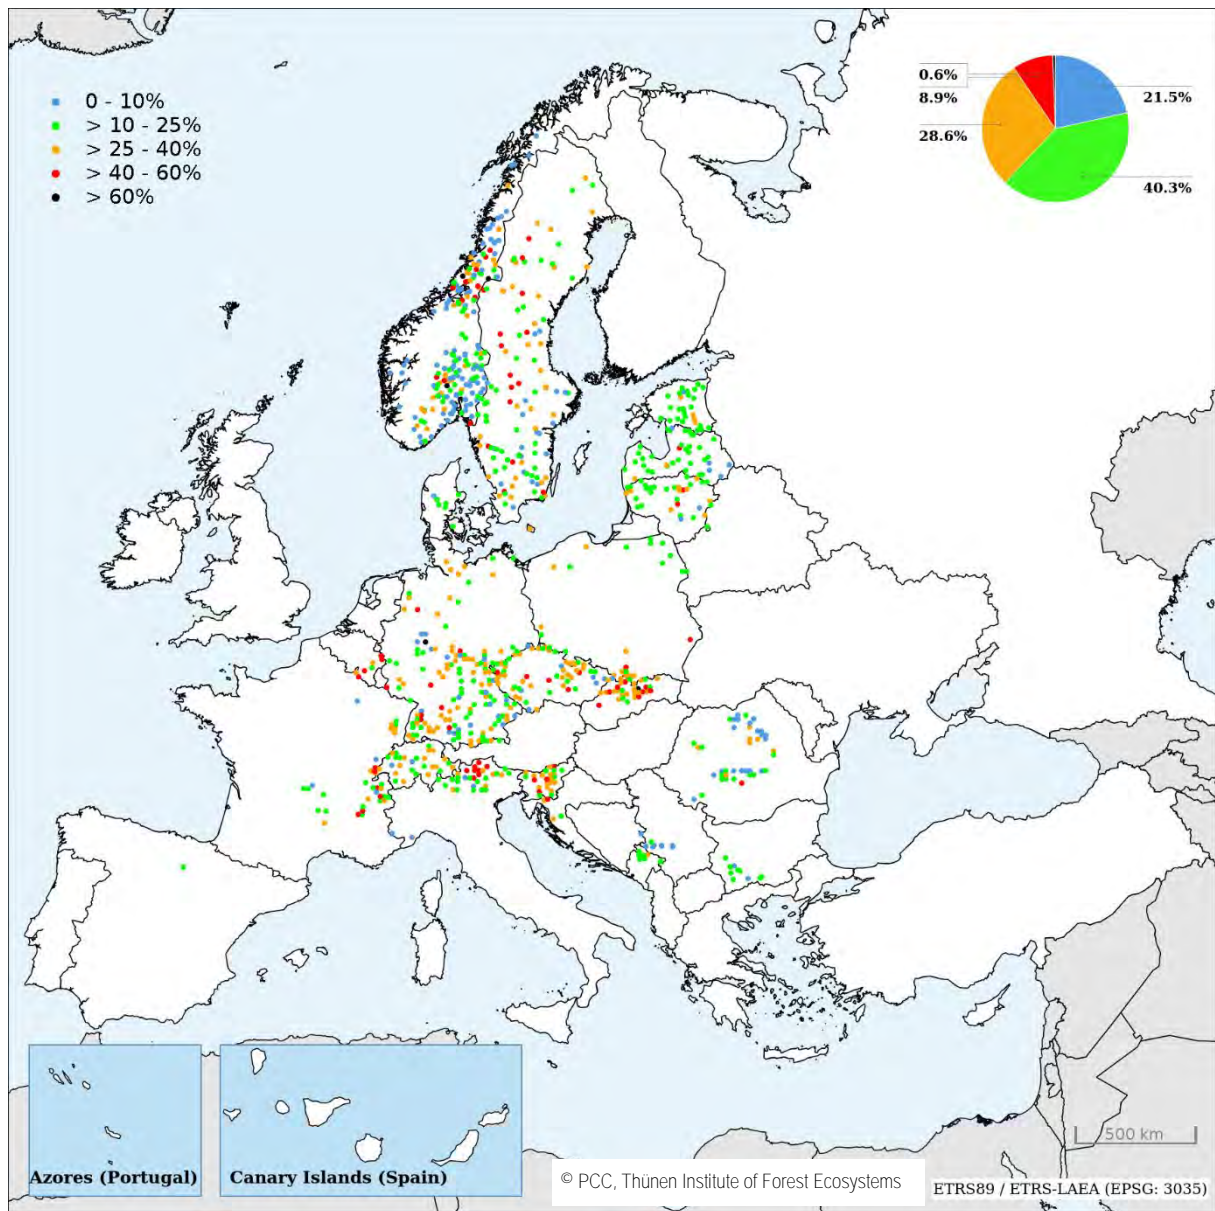 0 - 10%
> 10 - 25%
> 25 - 40%
> 40 - 60%
> 60%
0.6%
8.9%
28.6%
21.5%
40.3%
500 km
Azores (Portugal)
Canary Islands (Spain)
© PCC, Thünen Institute of Forest Ecosystems
ETRS89 / ETRS-LAEA (EPSG: 3035)